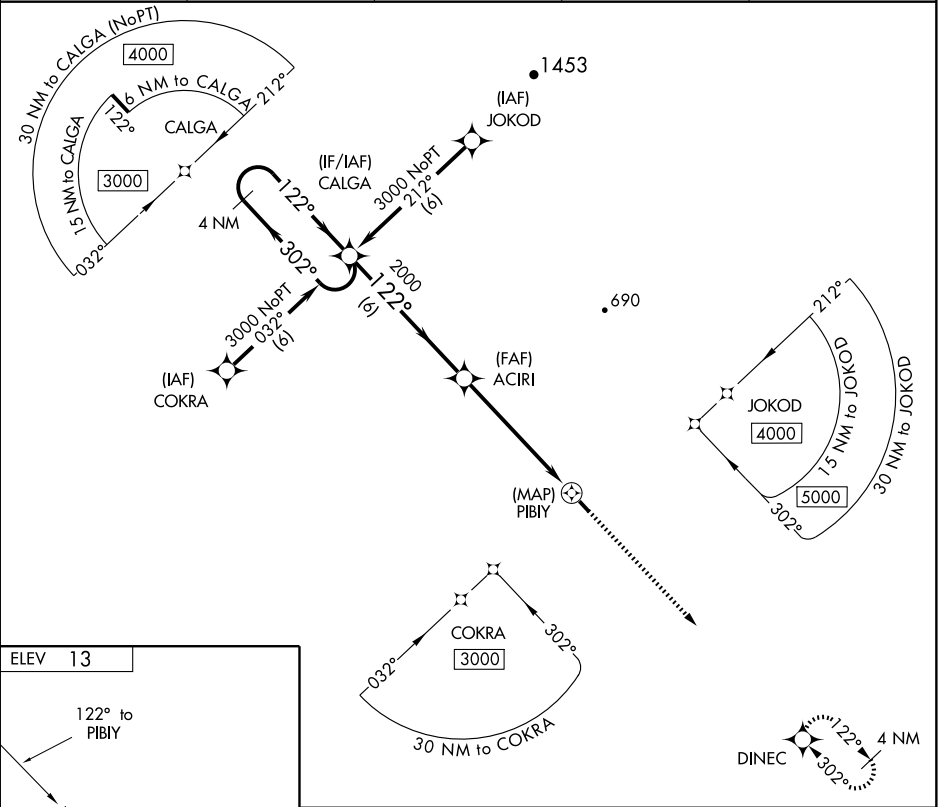 30 NM to CALGA (NoPT)
4000
6 NM to CALGA
212°
122°
15 NM to CALGA
CALGA
3000
032°
1453
(IAF)
JOKOD
3000 NoPT
212°
(6)
(IF/IAF)
CALGA
122°
4 NM
302°
3000 NoPT
032°
(6)
(IAF)
COKRA
2000
122°
(6)
690
(FAF)
ACIRI
212°
JOKOD
4000
15 NM to JOKOD
30 NM to JOKOD
5000
302°
(MAP)
PIBIY
COKRA
3000
032°
302°
30 NM to COKRA
ELEV 13
122° to
PIBIY
DINEC
122°
302°
4 NM